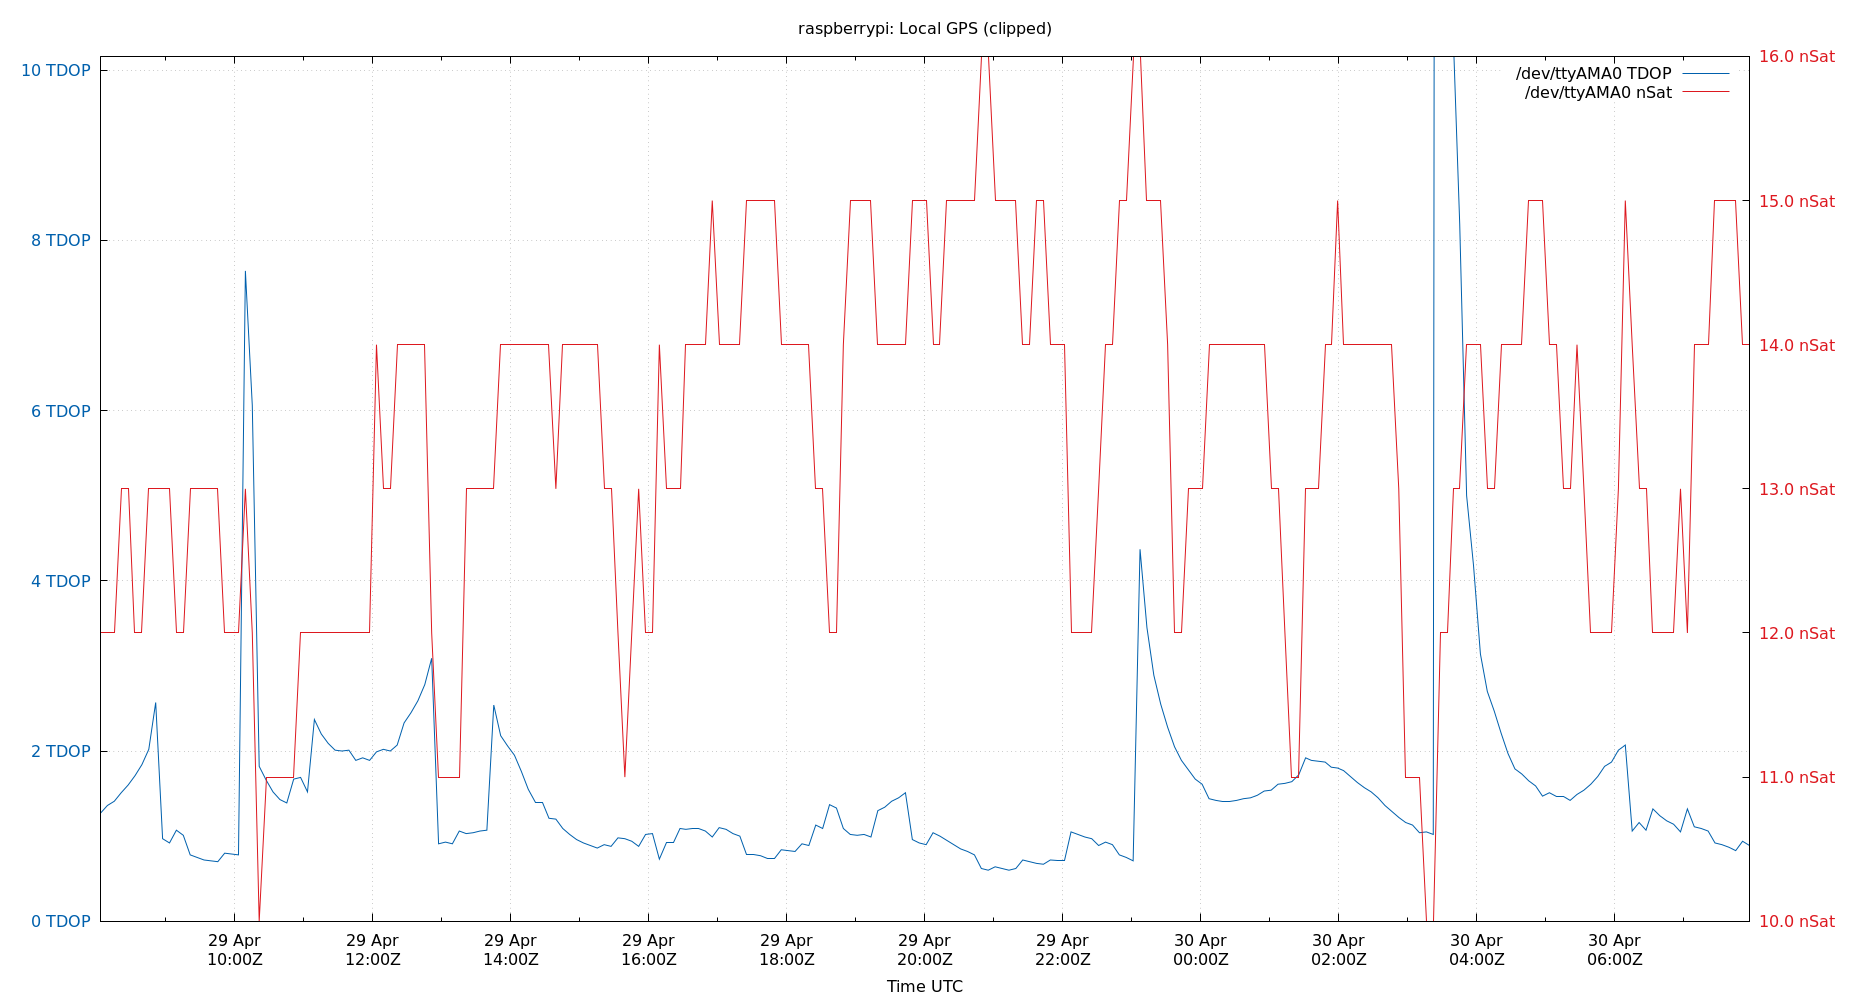 raspberrypi: Local GPS (clipped)
10 TDOP
8 TDOP
6 TDOP
4 TDOP
2 TDOP
0 TDOP
16.0 nSat
15.0 nSat
14.0 nSat
13.0 nSat
12.0 nSat
11.0 nSat
10.0 nSat
/dev/ttyAMA0 TDOP
/dev/ttyAMA0 nSat
29 Apr
10:00Z
29 Apr
12:00Z
29 Apr
14:00Z
29 Apr
16:00Z
29 Apr
18:00Z
29 Apr
20:00Z
29 Apr
22:00Z
30 Apr
00:00Z
30 Apr
02:00Z
30 Apr
04:00Z
30 Apr
06:00Z
Time UTC